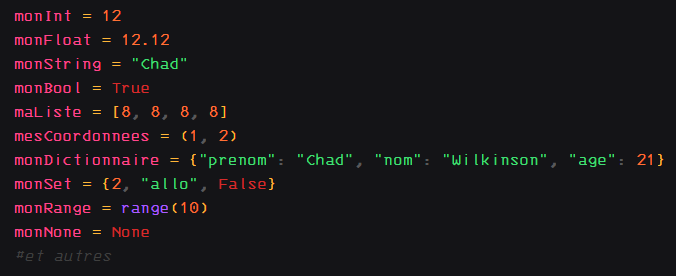 monInt = 12
monFloat = 12.12
monString = "Chad"
monBool = True
maListe = [8, 8, 8, 8]
mesCoordonnees = (1, 2)
monDictionnaire = {"prenom": "Chad", "nom": "Wilkinson", "age": 21}
monSet = {2, "allo", False}
monRange = range(10)
monNone = None
#et autres